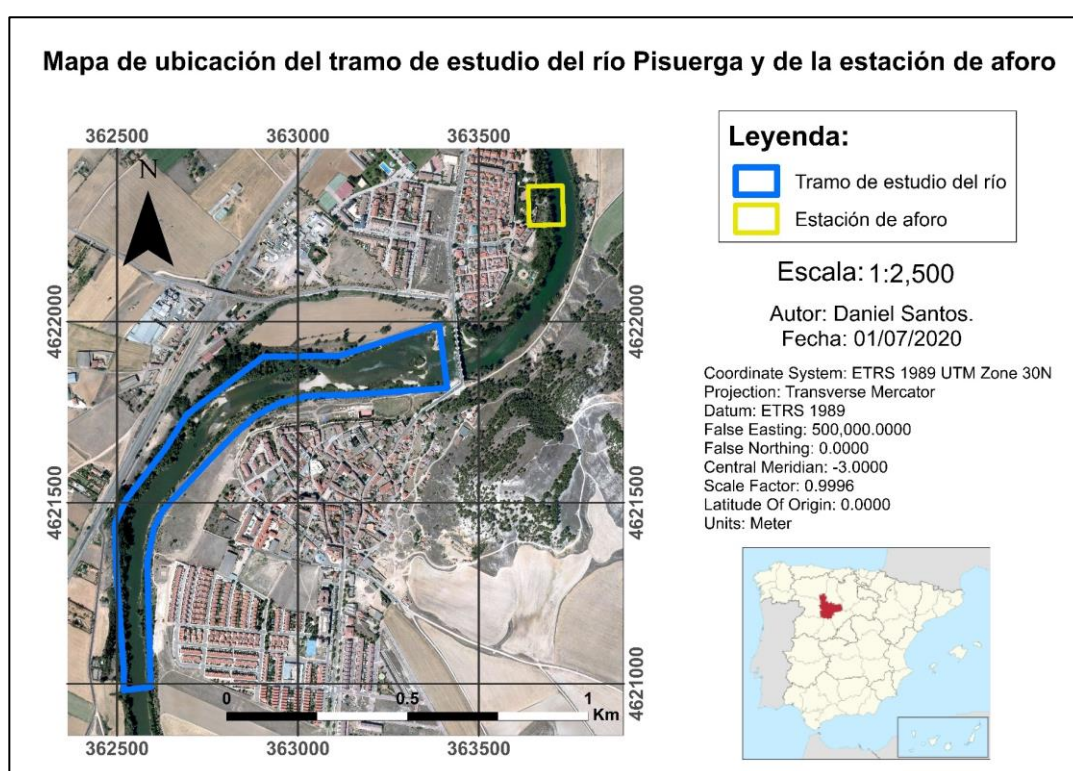 Mapa de ubicación del tramo de estudio del río Pisuerga y de la estación de aforo
362500 363000 363500
N
4622000
4621500
4621000
4622000
4621500
4621000
0 0.5 1
Km
362500 363000 363500
Leyenda:
Tramo de estudio del río
Estación de aforo
Escala: 1:2,500
Autor: Daniel Santos.
Fecha: 01/07/2020
Coordinate System: ETRS 1989 UTM Zone 30N
Projection: Transverse Mercator
Datum: ETRS 1989
False Easting: 500,000.0000
False Northing: 0.0000
Central Meridian: -3.0000
Scale Factor: 0.9996
Latitude Of Origin: 0.0000
Units: Meter